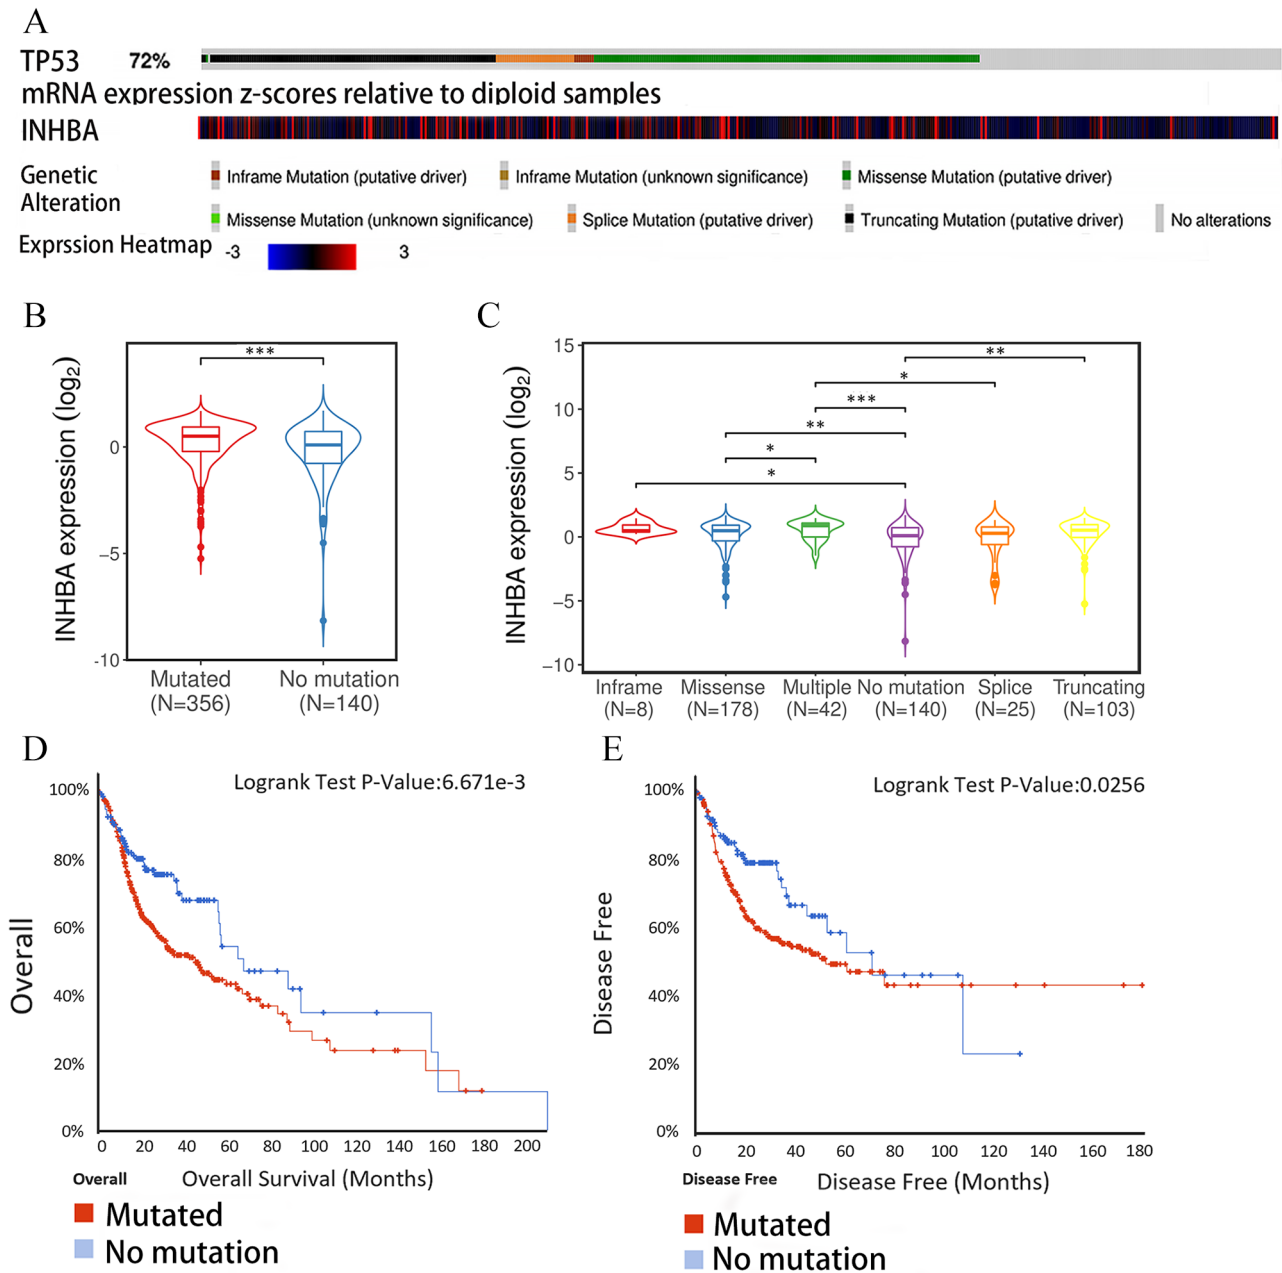 A
TP53 72%
mRNA expression z-scores relative to diploid samples
INHBA
Genetic Alteration
Inframe Mutation (putative driver) Inframe Mutation (unknown significance) Missense Mutation (putative driver)
Missense Mutation (unknown significance) Splice Mutation (putative driver) Truncating Mutation (putative driver) No alterations
Exprssion Heatmap -3 3
B
INHBA expression (log2)
***
0
−5
-10
Mutated (N=356)
No mutation (N=140)
C
INHBA expression (log2)
15
10
5
0
−5
−10
**
*
***
**
*
*
Inframe (N=8)
Missense (N=178)
Multiple (N=42)
No mutation (N=140)
Splice (N=25)
Truncating (N=103)
D
Logrank Test P-Value:6.671e-3
Overall
100%
80%
60%
40%
20%
0%
0 20 40 60 80 100 120 140 160 180 200
Overall Overall Survival (Months)
Mutated
No mutation
E
Logrank Test P-Value:0.0256
Disease Free
100%
80%
60%
40%
20%
0%
0 20 40 60 80 100 120 140 160 180
Disease Free Disease Free (Months)
Mutated
No mutation